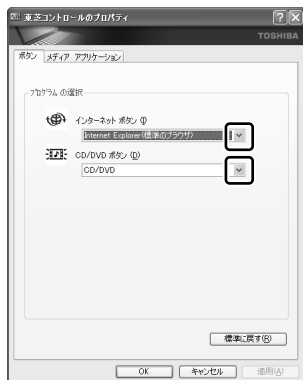 東芝コントロールのプロパティ
TOSHIBA
ボタン メディア アプリケーション
プログラム の選択
インターネット ボタン (I)
Internet Explorer(標準のブラウザ)
CD/DVD ボタン (D)
CD/DVD
標準に戻す(R)
OK キャンセル 適用(A)